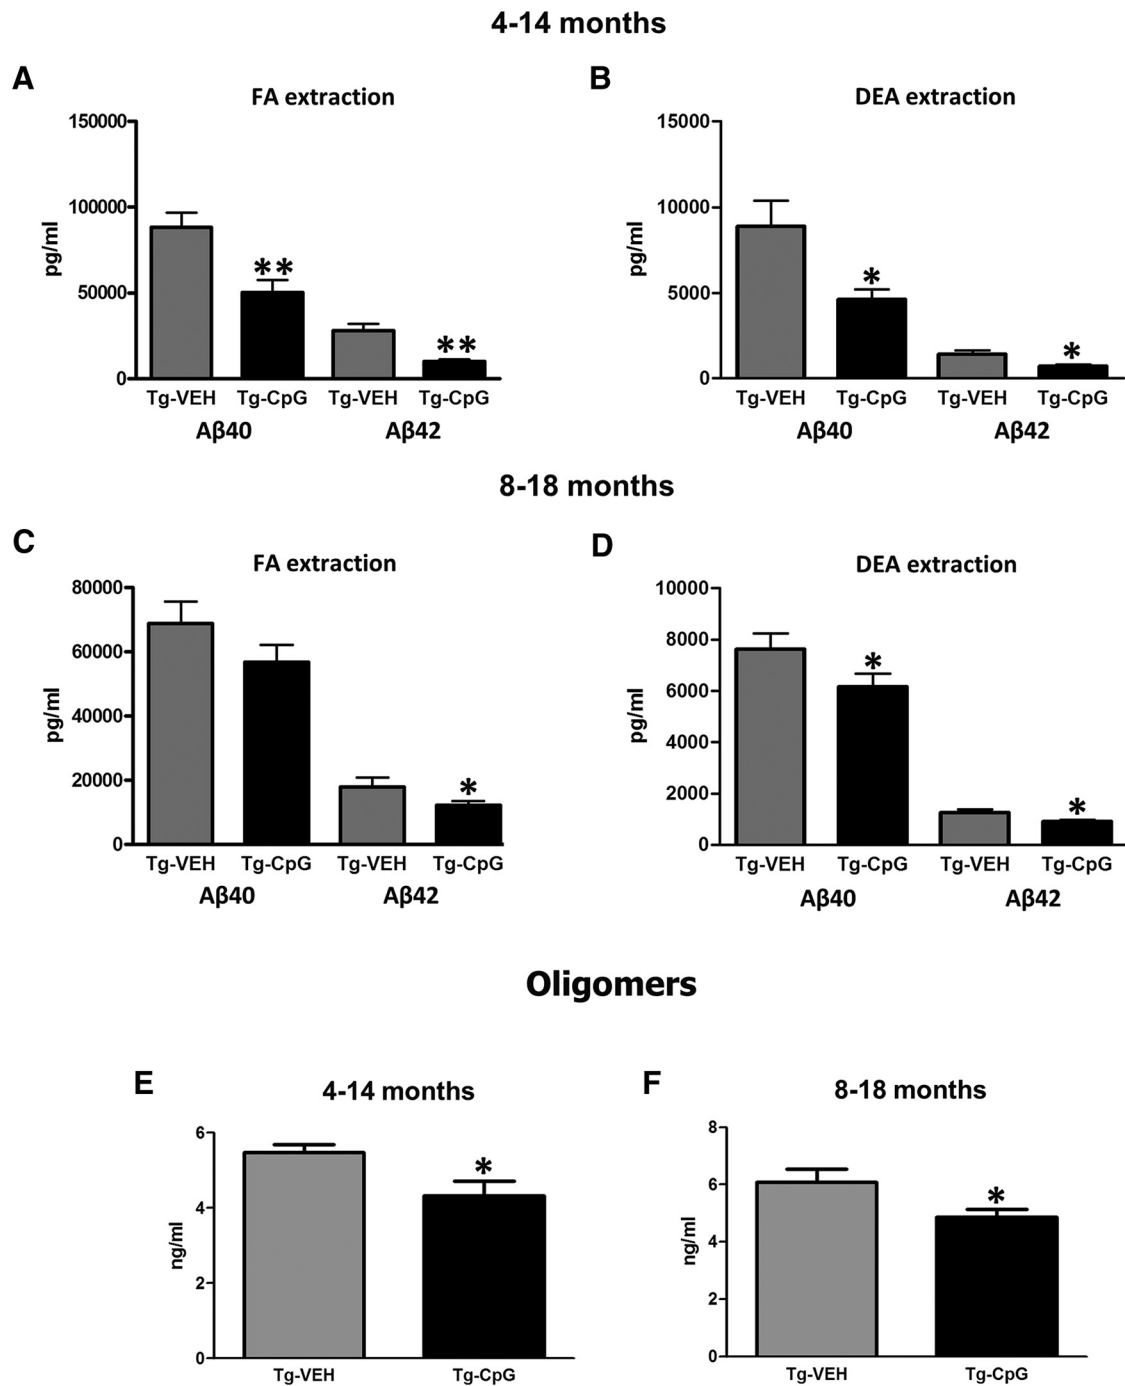 4-14 months
A
B
FA extraction
DEA extraction
150000
100000
50000
0
pg/ml
**
**
Tg-VEH Tg-CpG Tg-VEH Tg-CpG
Aβ40 Aβ42
15000
10000
5000
0
pg/ml
*
*
Tg-VEH Tg-CpG Tg-VEH Tg-CpG
Aβ40 Aβ42
8-18 months
C
D
FA extraction
DEA extraction
80000
60000
40000
20000
0
pg/ml
*
Tg-VEH Tg-CpG Tg-VEH Tg-CpG
Aβ40 Aβ42
10000
8000
6000
4000
2000
0
pg/ml
*
*
Tg-VEH Tg-CpG Tg-VEH Tg-CpG
Aβ40 Aβ42
Oligomers
E
4-14 months
6
4
2
0
ng/ml
*
Tg-VEH Tg-CpG
F
8-18 months
8
6
4
2
0
ng/ml
*
Tg-VEH Tg-CpG